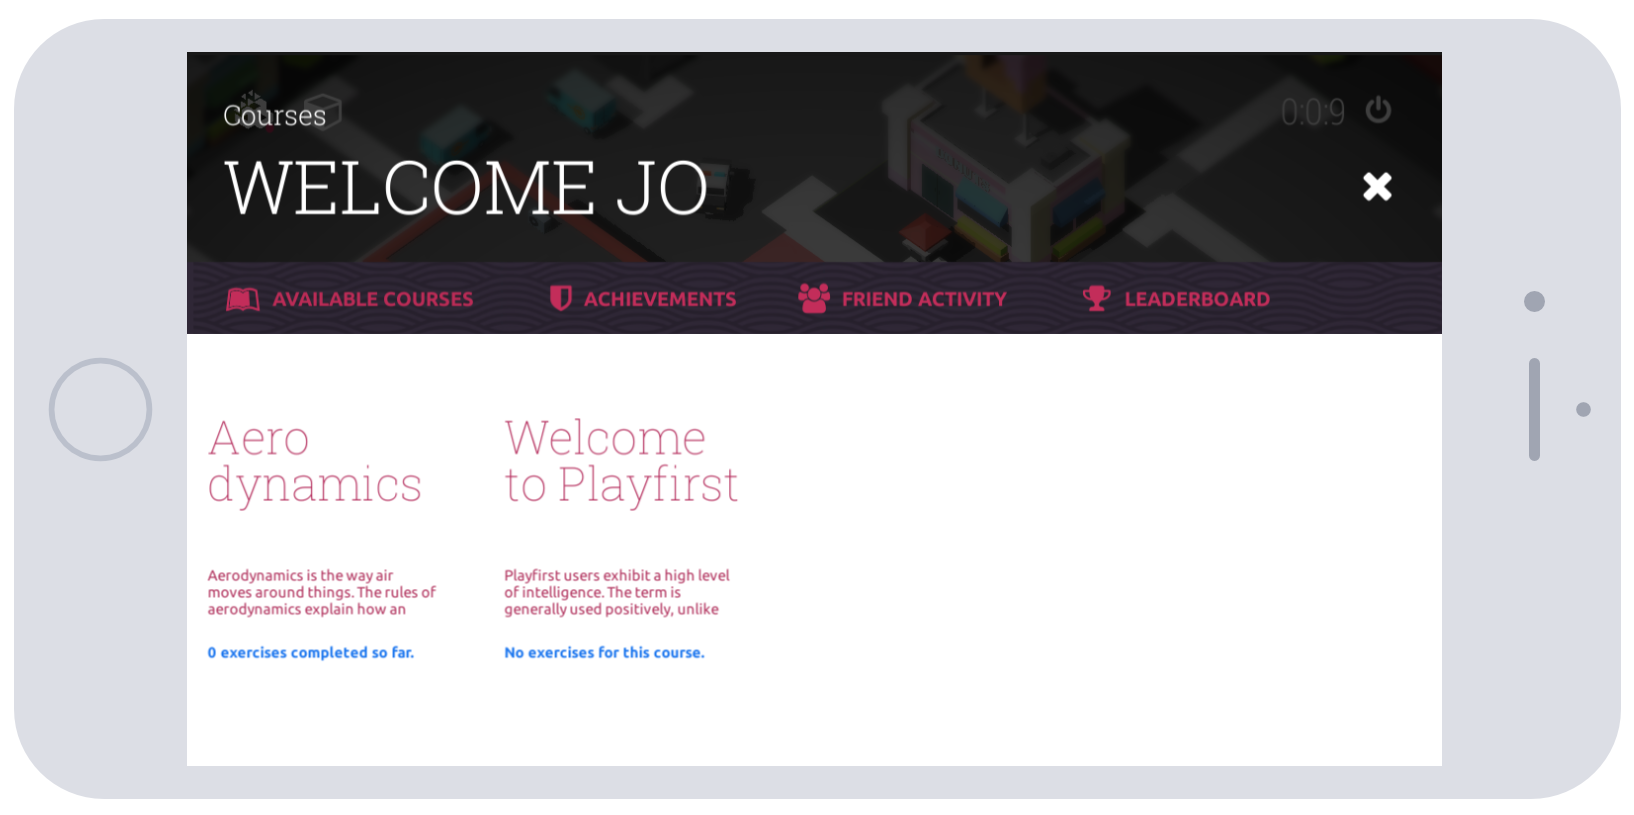 Courses
0:0:9
WELCOME JO
AVAILABLE COURSES
ACHIEVEMENTS
FRIEND ACTIVITY
LEADERBOARD
Aero
dynamics
Aerodynamics is the way air
moves around things. The rules of
aerodynamics explain how an
0 exercises completed so far.
Welcome
to Playfirst
Playfirst users exhibit a high level
of intelligence. The term is
generally used positively, unlike
No exercises for this course.